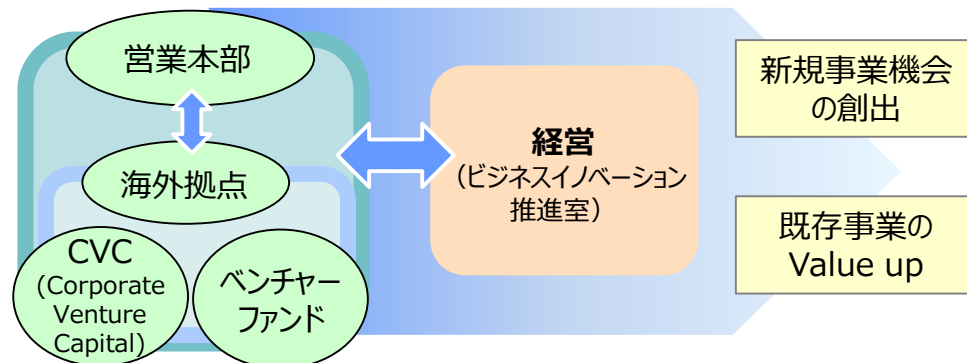 営業本部
海外拠点
CVC
(Corporate
Venture
Capital)
ベンチャー
ファンド
経営
（ビジネスイノベーション
推進室）
新規事業機会
の創出
既存事業の
Value up